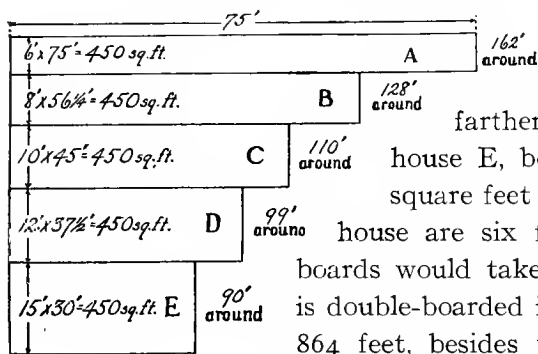 75'
6'x75'=450 sq.ft. A 162' around
8'x56¼'=450 sq.ft. B 128' around
10'x45'=450 sq.ft. C 110' around
12'x37½'=450 sq.ft. D 99' around
15'x30'=450 sq.ft. E 90' around
farther
house E, b
square feet
house are six f
boards would take
is double-boarded i
864 feet, besides